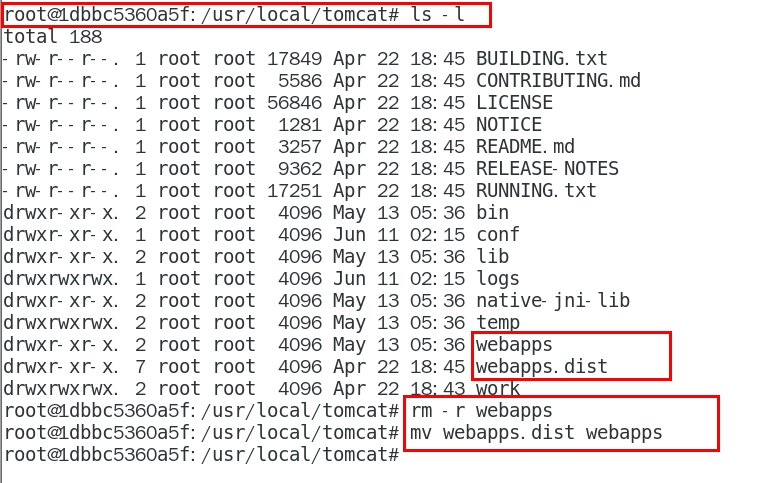 root@1dbbc5360a5f:/usr/local/tomcat# ls -l
total 188
-rw-r--r--. 1 root root 17849 Apr 22 18:45 BUILDING.txt
-rw-r--r--. 1 root root  5586 Apr 22 18:45 CONTRIBUTING.md
-rw-r--r--. 1 root root 56846 Apr 22 18:45 LICENSE
-rw-r--r--. 1 root root  1281 Apr 22 18:45 NOTICE
-rw-r--r--. 1 root root  3257 Apr 22 18:45 README.md
-rw-r--r--. 1 root root  9362 Apr 22 18:45 RELEASE-NOTES
-rw-r--r--. 1 root root 17251 Apr 22 18:45 RUNNING.txt
drwxr-xr-x. 2 root root  4096 May 13 05:36 bin
drwxr-xr-x. 1 root root  4096 Jun 11 02:15 conf
drwxr-xr-x. 2 root root  4096 May 13 05:36 lib
drwxrwxrwx. 1 root root  4096 Jun 11 02:15 logs
drwxr-xr-x. 2 root root  4096 May 13 05:36 native-jni-lib
drwxrwxrwx. 2 root root  4096 May 13 05:36 temp
drwxr-xr-x. 2 root root  4096 May 13 05:36 webapps
drwxr-xr-x. 7 root root  4096 Apr 22 18:45 webapps.dist
drwxrwxrwx. 2 root root  4096 Apr 22 18:43 work
root@1dbbc5360a5f:/usr/local/tomcat# rm -r webapps
root@1dbbc5360a5f:/usr/local/tomcat# mv webapps.dist webapps
root@1dbbc5360a5f:/usr/local/tomcat#